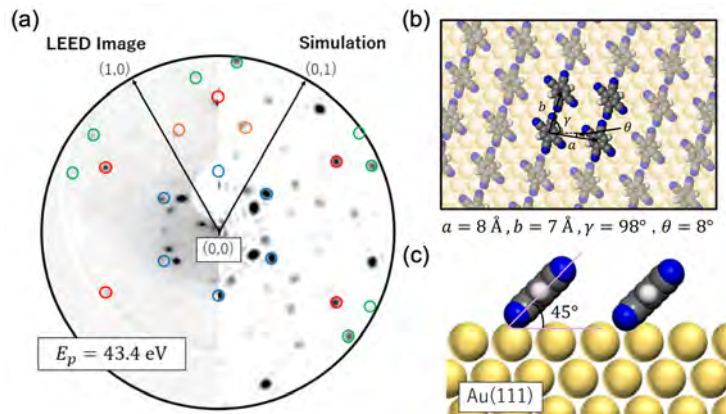 (a)
LEED Image
Simulation
(1,0)
(0,1)
(0,0)
E_p = 43.4 eV
(b)
b
γ
θ
a
a = 8 Å, b = 7 Å, γ = 98°, θ = 8°
(c)
45°
Au(111)